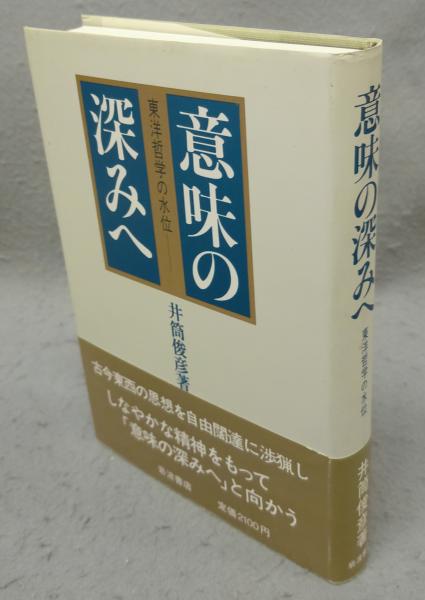 意味の
深みへ
東洋哲学の水位
井筒俊彦著
古今東西の思想を自由闊達に渉猟し
しなやかな精神をもって
「意味の深みへ」と向かう
岩波書店
定価2100円
意味の深みへ
東洋哲学の水位
井筒俊彦著